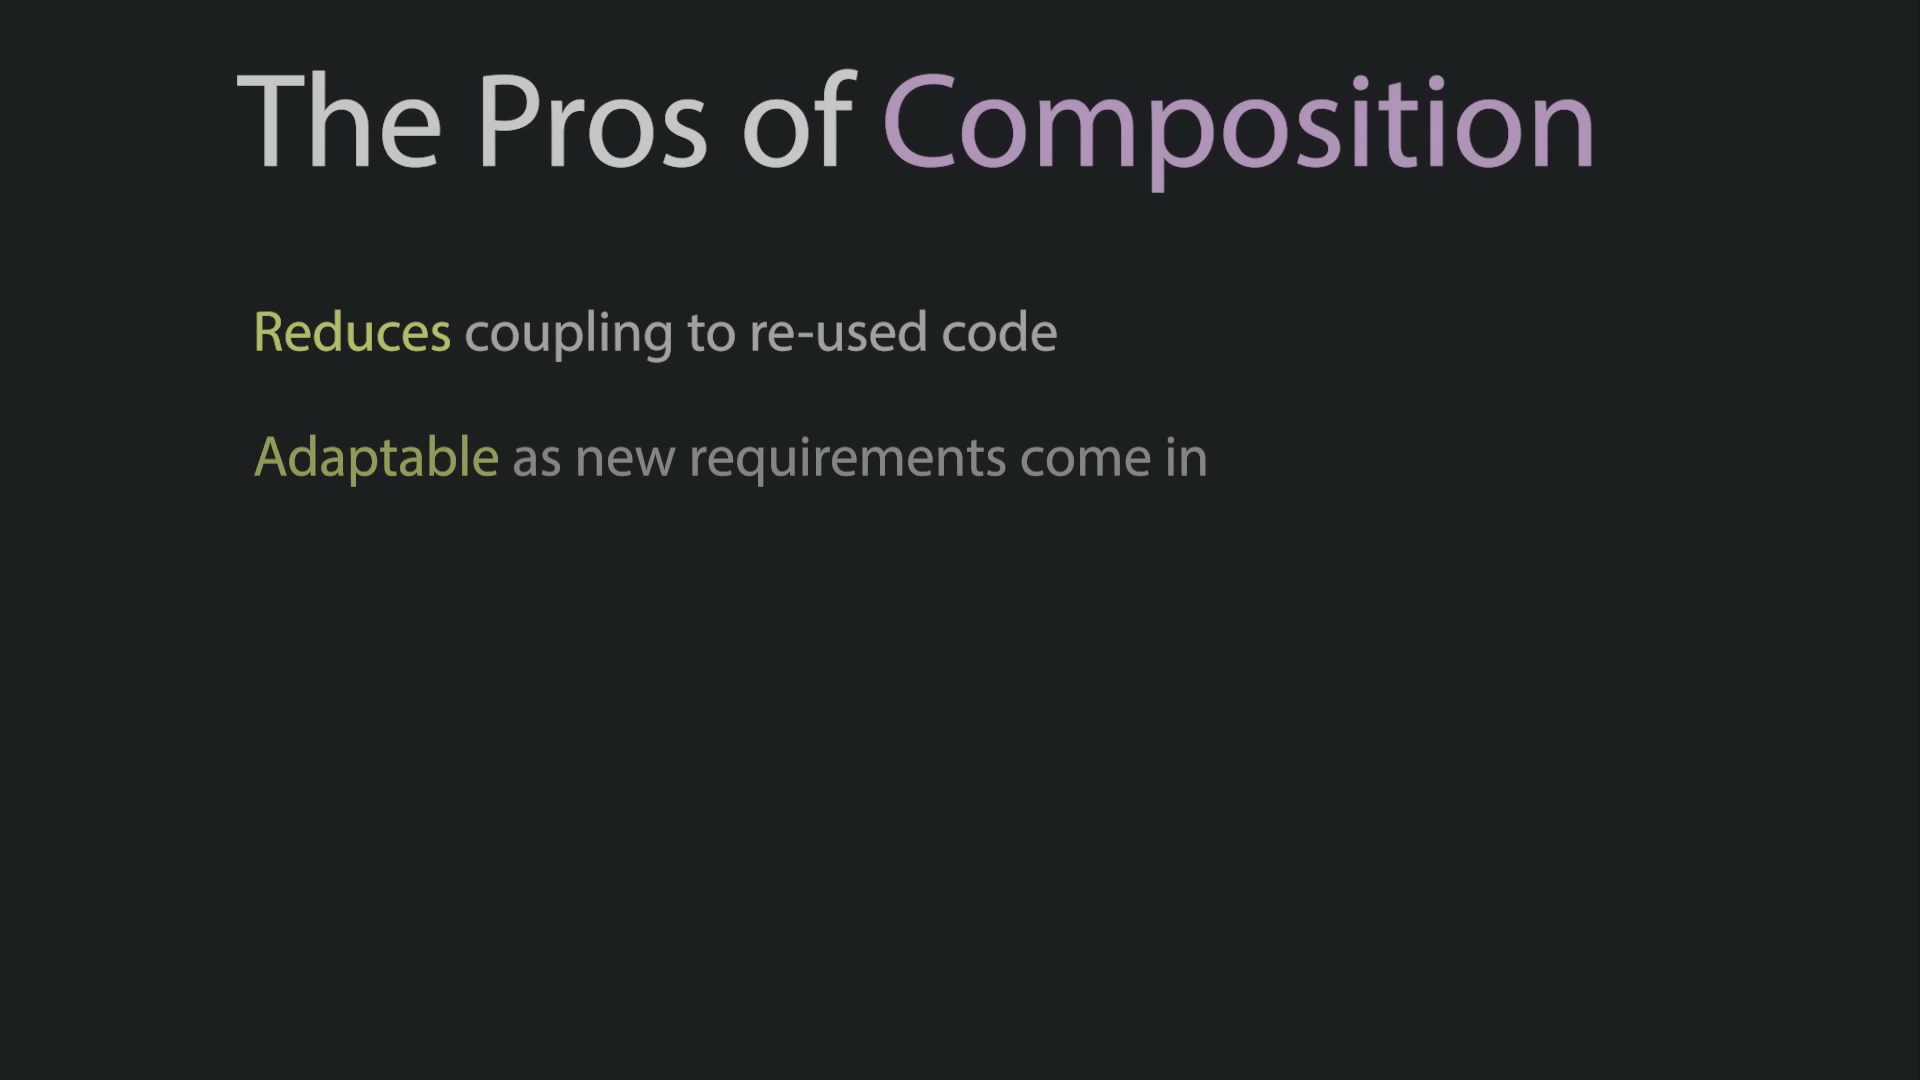 The Pros of Composition
Reduces coupling to re-used code
Adaptable as new requirements come in